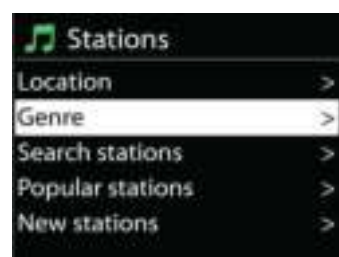 Stations
Location >
Genre >
Search stations >
Popular stations >
New stations >